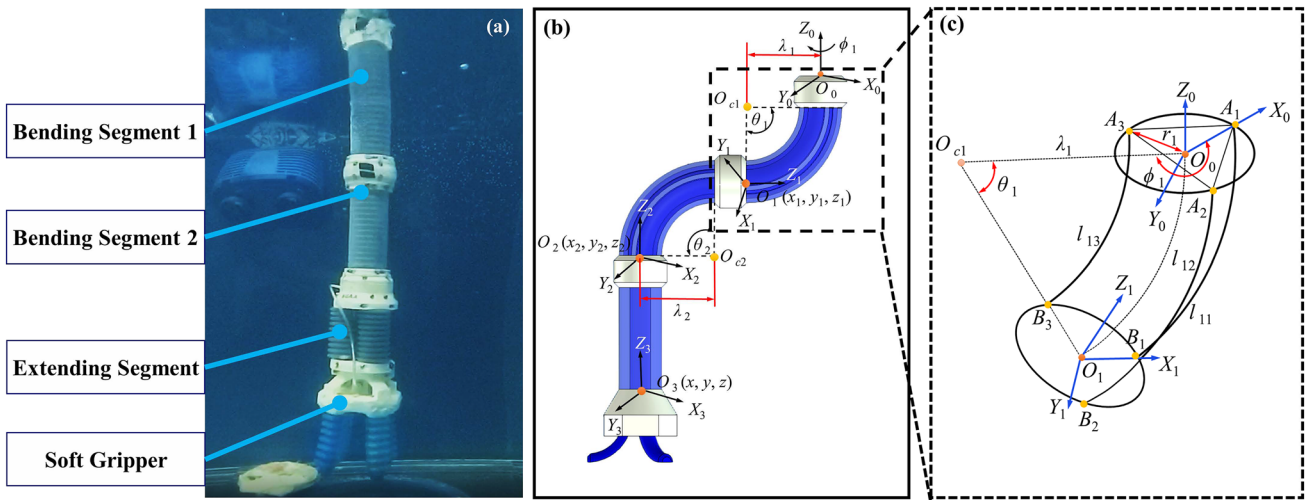 (a)
Bending Segment 1
Bending Segment 2
Extending Segment
Soft Gripper
(b)
Z₀
ϕ₁
λ₁
X₀
Y₀
O₀
O_c1
θ₁
Y₁
Z₁
O₁ (x₁, y₁, z₁)
X₁
Z₂
O₂ (x₂, y₂, z₂)
θ₂
O_c2
X₂
Y₂
λ₂
Z₃
O₃ (x, y, z)
X₃
Y₃
(c)
Z₀
A₁
X₀
A₃
r₁
O_c1
λ₁
O₀
θ₁
ϕ₁
A₂
Y₀
l₁₃
l₁₂
Z₁
l₁₁
B₃
B₁
O₁
X₁
Y₁
B₂